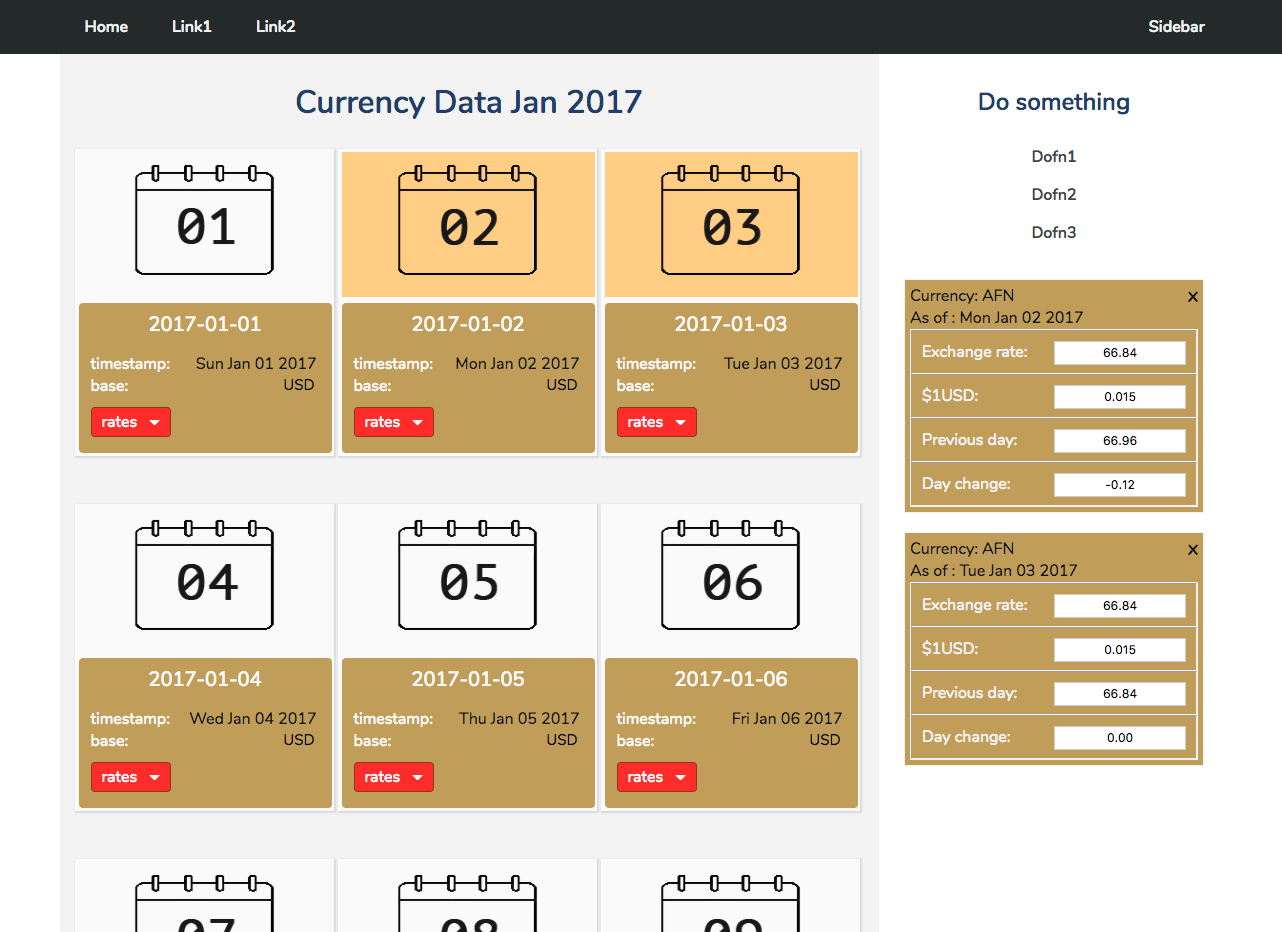 Home Link1 Link2 Sidebar
Currency Data Jan 2017
01 02 03
2017-01-01 2017-01-02 2017-01-03
timestamp: Sun Jan 01 2017 timestamp: Mon Jan 02 2017 timestamp: Tue Jan 03 2017
base: USD base: USD base: USD
rates rates rates
04 05 06
2017-01-04 2017-01-05 2017-01-06
timestamp: Wed Jan 04 2017 timestamp: Thu Jan 05 2017 timestamp: Fri Jan 06 2017
base: USD base: USD base: USD
rates rates rates
07 08 09
Do something
Dofn1
Dofn2
Dofn3
Currency: AFN x
As of : Mon Jan 02 2017
Exchange rate: 66.84
$1USD: 0.015
Previous day: 66.96
Day change: -0.12
Currency: AFN x
As of : Tue Jan 03 2017
Exchange rate: 66.84
$1USD: 0.015
Previous day: 66.84
Day change: 0.00